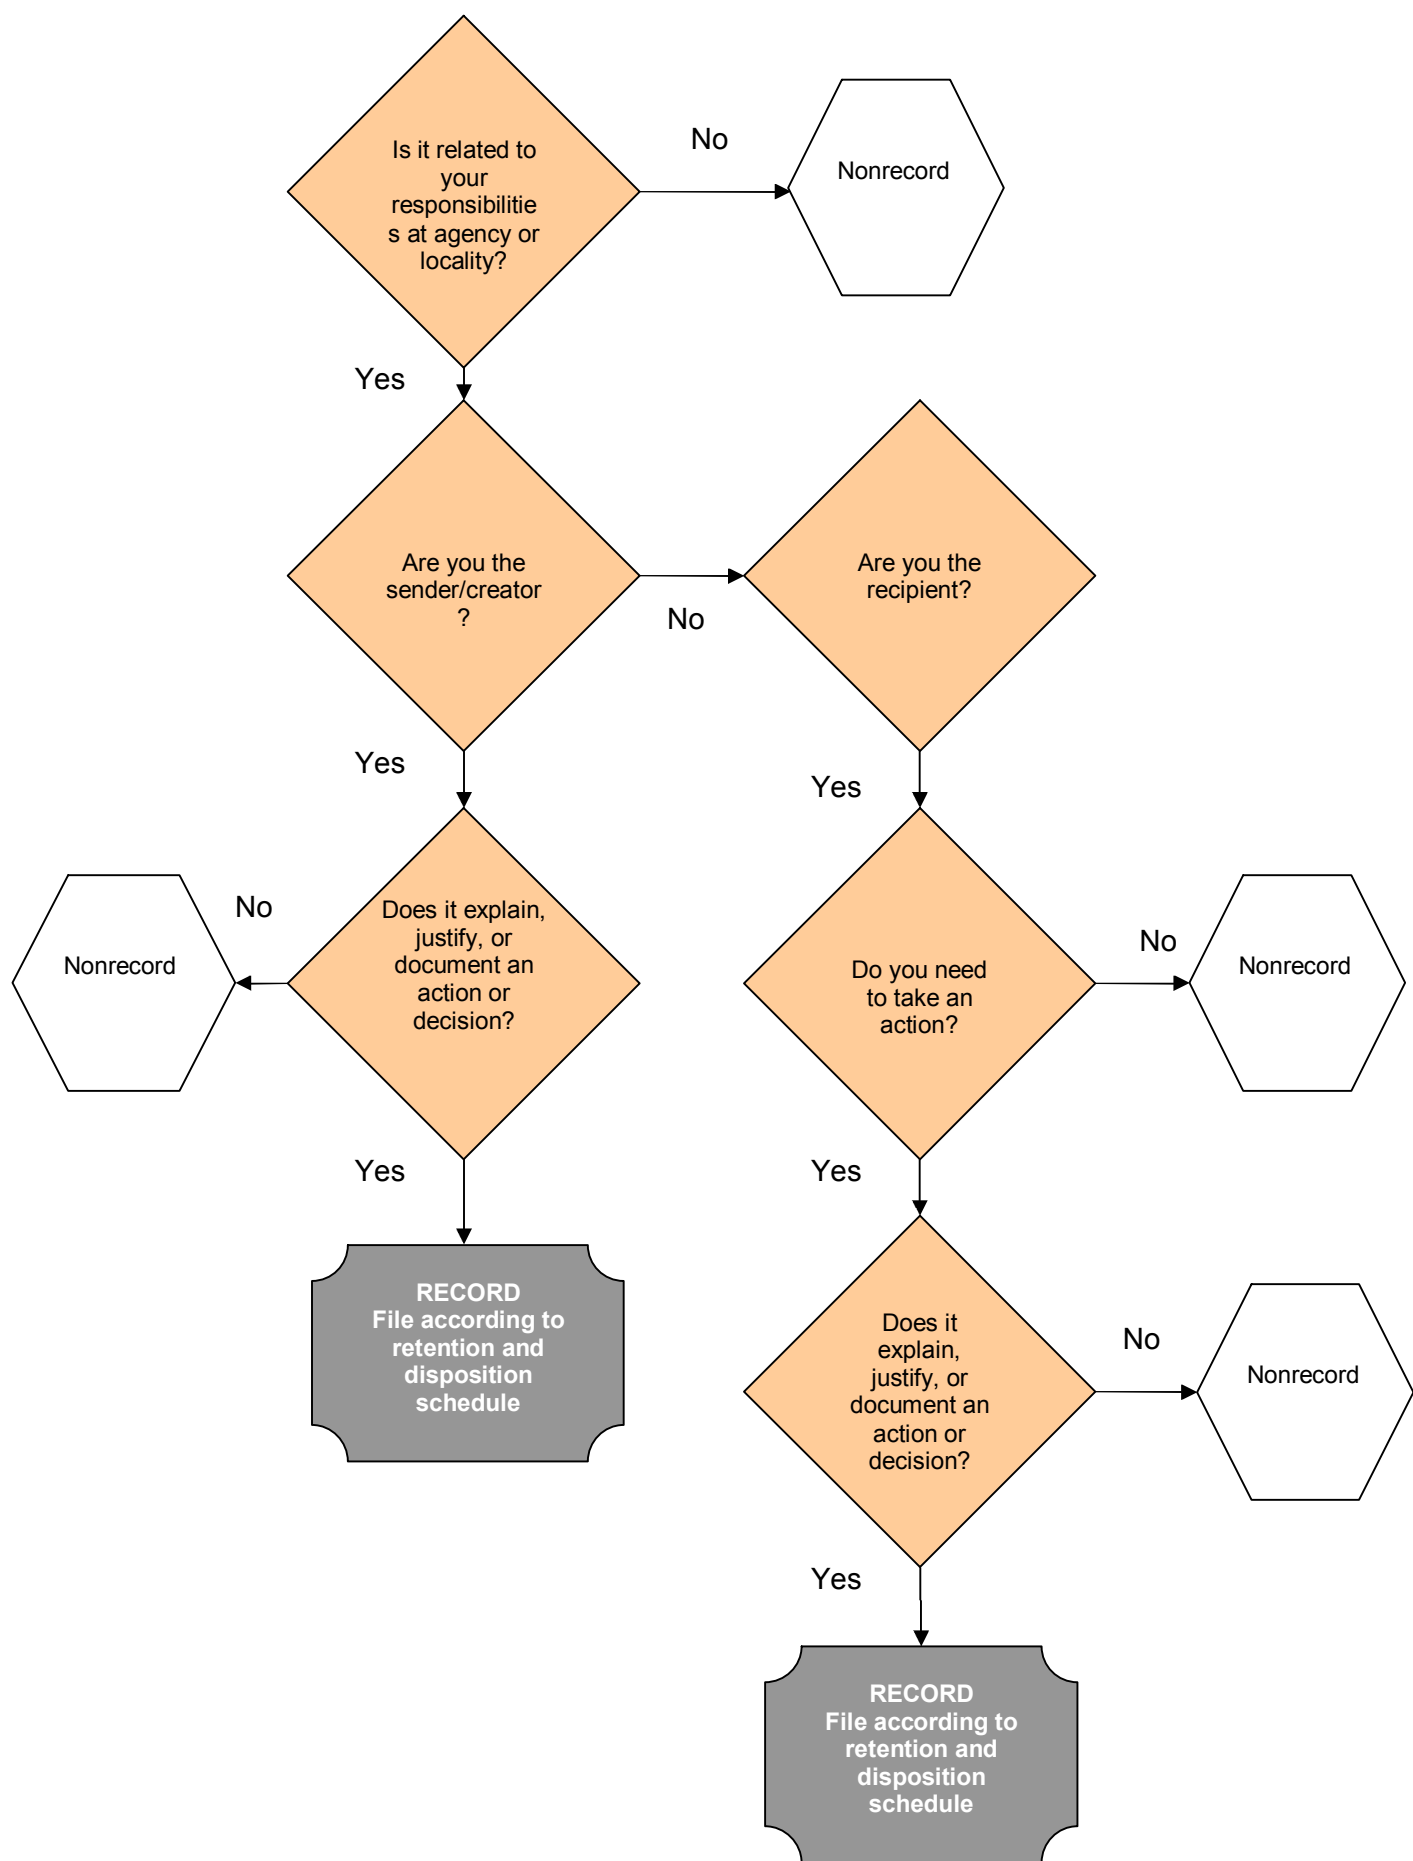 Is it related to
your
responsibilitie
s at agency or
locality?
No
Nonrecord
Yes
Are you the
sender/creator
?
No
Are you the
recipient?
Yes
Yes
Does it explain,
justify, or
document an
action or
decision?
No
Nonrecord
Do you need
to take an
action?
No
Nonrecord
Yes
Yes
RECORD
File according to
retention and
disposition
schedule
Does it
explain,
justify, or
document an
action or
decision?
No
Nonrecord
Yes
RECORD
File according to
retention and
disposition
schedule